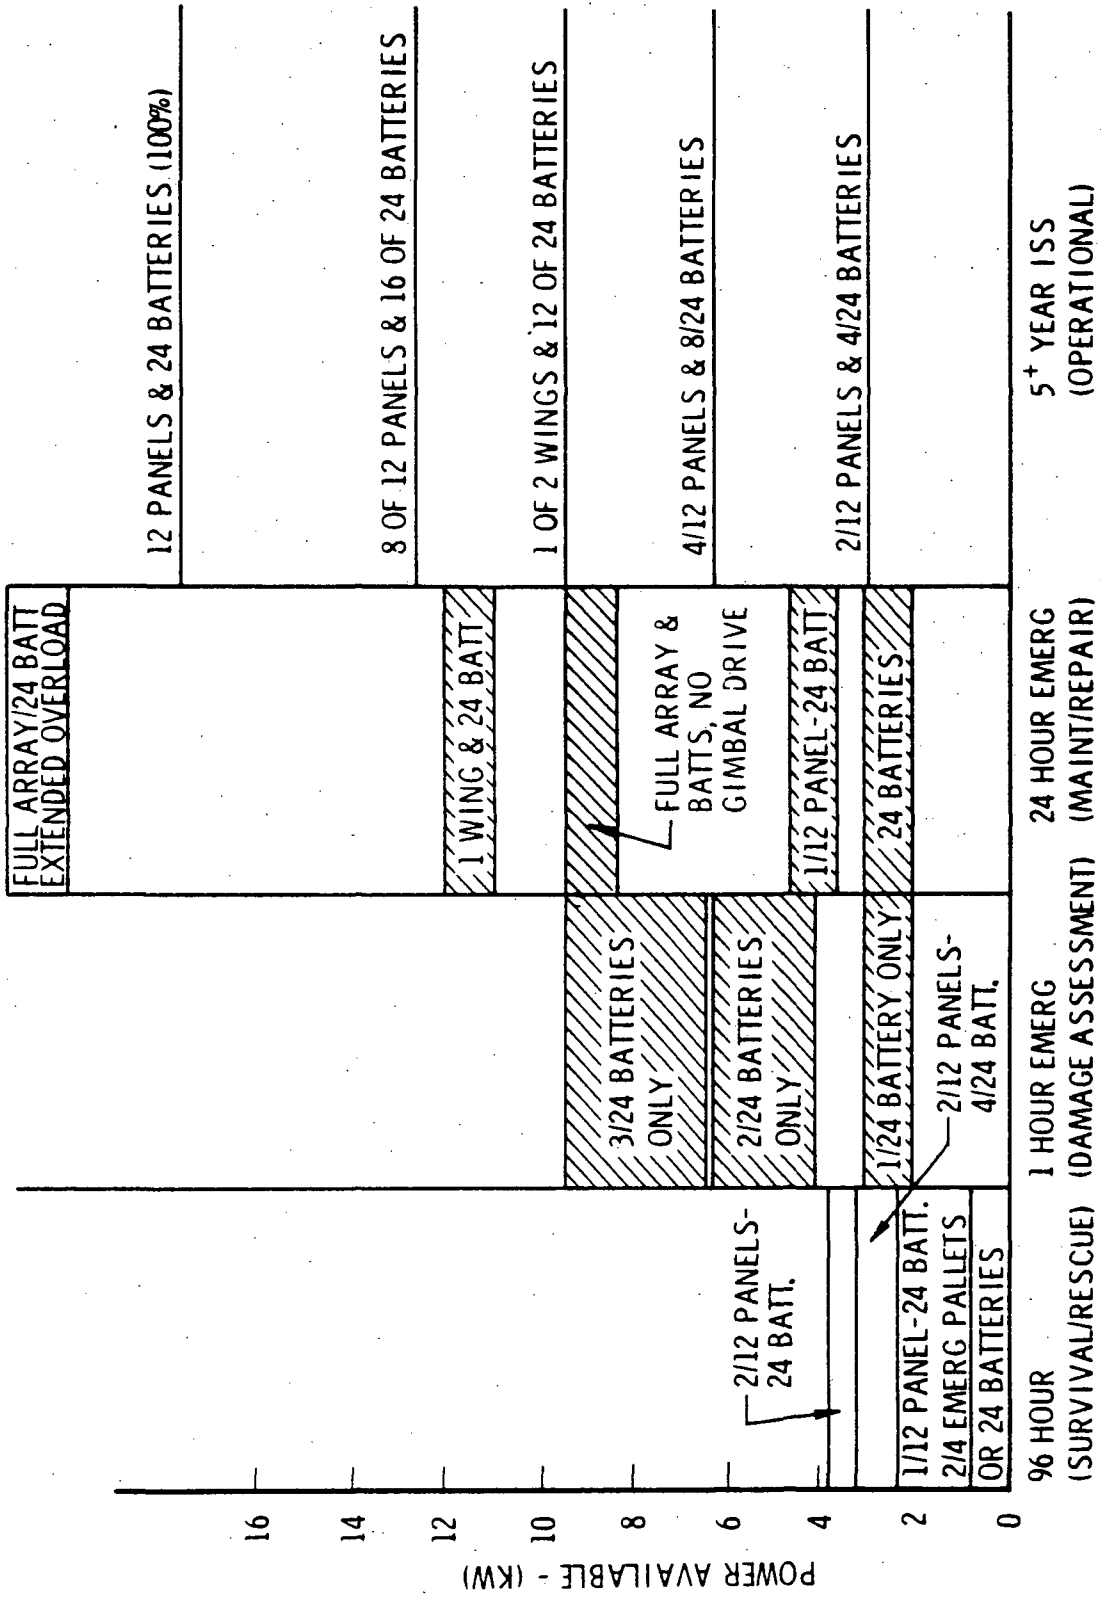 POWER AVAILABLE - (KW)
16
14
12
10
8
6
4
2
0
2/12 PANELS-
24 BATT.
1/12 PANEL-24 BATT.
2/4 EMERG PALLETS
OR 24 BATTERIES
96 HOUR
(SURVIVAL/RESCUE)
3/24 BATTERIES
ONLY
2/24 BATTERIES
ONLY
1/24 BATTERY ONLY
2/12 PANELS-
4/24 BATT.
1 HOUR EMERG
(DAMAGE ASSESSMENT)
FULL ARRAY/24 BATT
EXTENDED OVERLOAD
1 WING & 24 BATT
FULL ARRAY &
BATTS, NO
GIMBAL DRIVE
1/12 PANEL-24 BATT
24 BATTERIES
24 HOUR EMERG
(MAINT/REPAIR)
12 PANELS & 24 BATTERIES (100%)
8 OF 12 PANELS & 16 OF 24 BATTERIES
1 OF 2 WINGS & 12 OF 24 BATTERIES
4/12 PANELS & 8/24 BATTERIES
2/12 PANELS & 4/24 BATTERIES
5+ YEAR ISS
(OPERATIONAL)